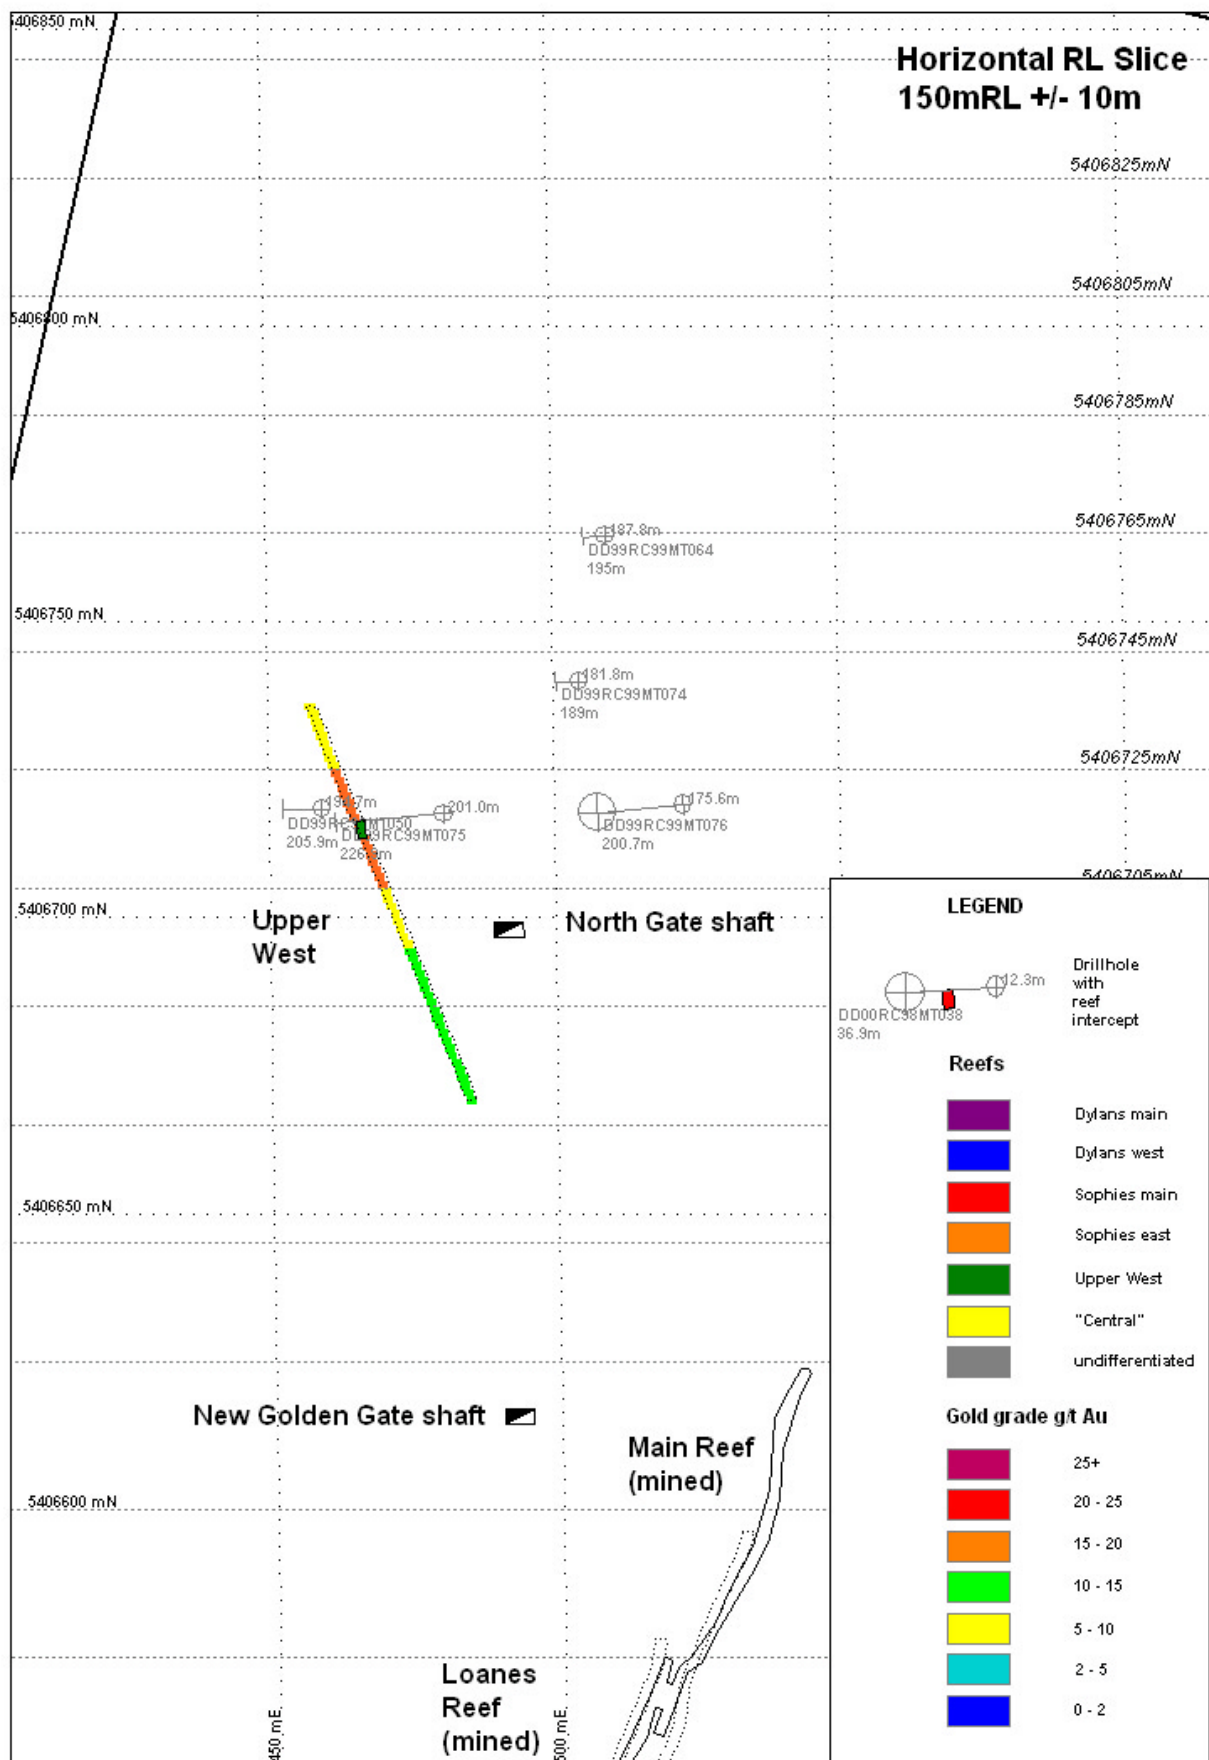 5406850 mN
Horizontal RL Slice
150mRL +/- 10m
5406825mN
5406805mN
5406800 mN
5406785mN
187.8m
5406765mN
DD99RC99MT064
195m
5406750 mN
5406745mN
181.8m
DD99RC99MT074
189m
5406725mN
201.0m
175.6m
DD99RC99MT076
205.9m
200.7m
5406705mN
5406700 mN
Upper
West
North Gate shaft
LEGEND
12.3m
DD00RC98MT038
36.9m
Drillhole
with
reef
intercept
Reefs
Dylans main
Dylans west
Sophies main
Sophies east
Upper West
"Central"
undifferentiated
5406650 mN
New Golden Gate shaft
Main Reef
(mined)
Gold grade g/t Au
25+
20 - 25
15 - 20
10 - 15
5 - 10
2 - 5
0 - 2
5406600 mN
Loanes
Reef
(mined)
450 mE
500 mE